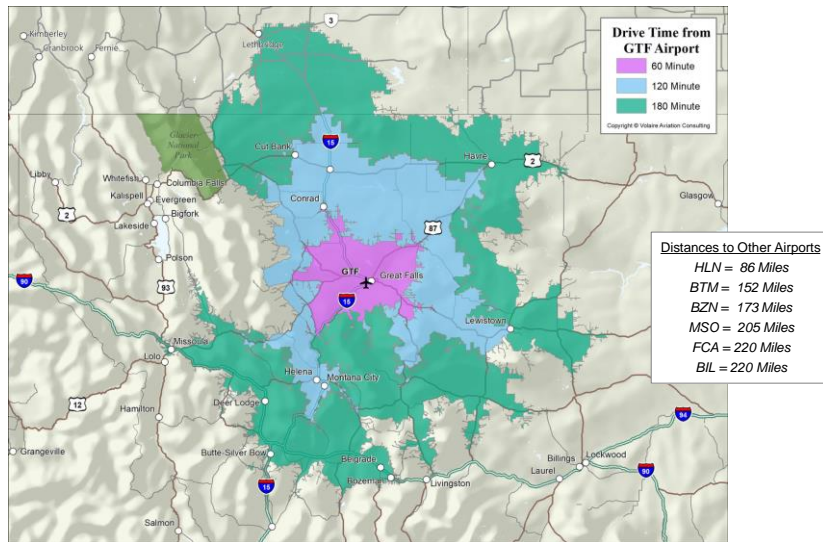 Kimberley
Cranbrook
Fernie
Lethbridge
3
Drive Time from
GTF Airport
60 Minute
120 Minute
180 Minute
Copyright © Volaire Aviation Consulting
Glacier
National
Park
Cut Bank
15
Havre
2
Libby
Whitefish
Columbia Falls
Kalispell
Evergreen
2
Bigfork
Lakeside
Conrad
87
Glasgow
Polson
90
93
GTF
Great Falls
15
Lewistown
Missoula
Lolo
Helena
Montana City
12
Hamilton
Deer Lodge
94
Grangeville
Butte-Silver Bow
Belgrade
Bozeman
Livingston
Billings
Lockwood
Laurel
90
15
Salmon
Distances to Other Airports
HLN = 86 Miles
BTM = 152 Miles
BZN = 173 Miles
MSO = 205 Miles
FCA = 220 Miles
BIL = 220 Miles